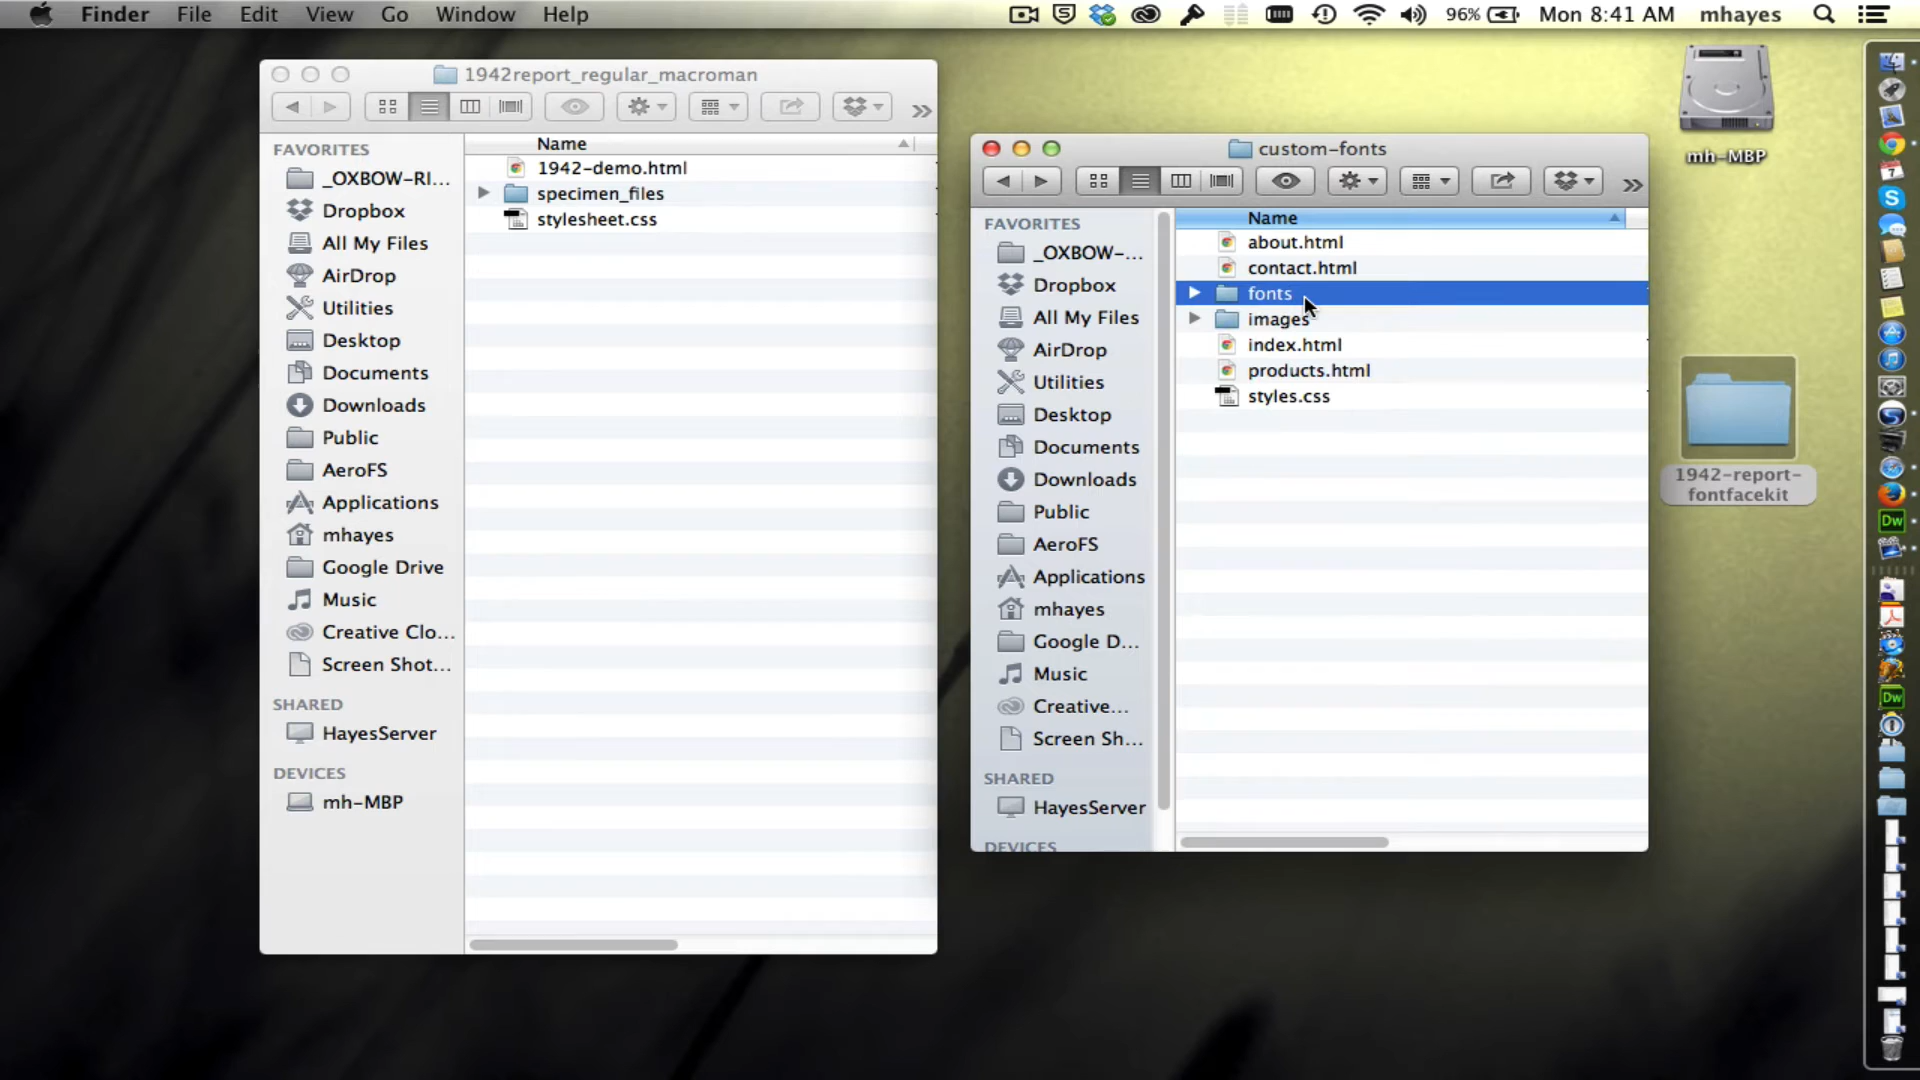 Finder File Edit View Go Window Help 96% Mon 8:41 AM mhayes
1942report_regular_macroman
FAVORITES
_OXBOW-RI...
Dropbox
All My Files
AirDrop
Utilities
Desktop
Documents
Downloads
Public
AeroFS
Applications
mhayes
Google Drive
Music
Creative Clo...
Screen Shot...
SHARED
HayesServer
DEVICES
mh-MBP
Name
1942-demo.html
specimen_files
stylesheet.css
custom-fonts
FAVORITES
_OXBOW-...
Dropbox
All My Files
AirDrop
Utilities
Desktop
Documents
Downloads
Public
AeroFS
Applications
mhayes
Google D...
Music
Creative...
Screen Sh...
SHARED
HayesServer
DEVICES
Name
about.html
contact.html
fonts
images
index.html
products.html
styles.css
mh-MBP
1942-report-
fontfacekit
7
Dw
Dw